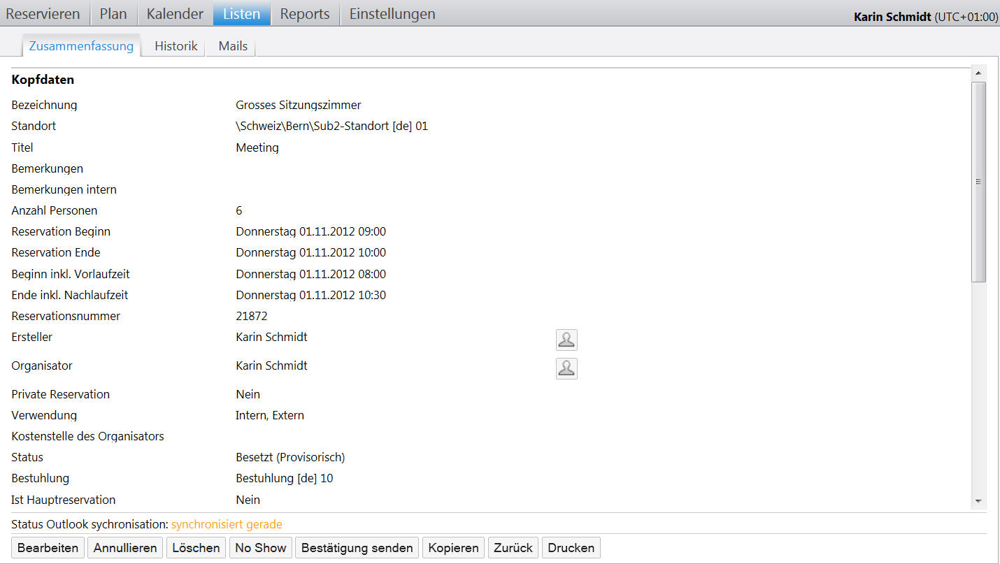 Reservieren Plan Kalender Listen Reports Einstellungen Karin Schmidt (UTC+01:00)
Zusammenfassung Historik Mails
Kopfdaten
Bezeichnung Grosses Sitzungszimmer
Standort \Schweiz\Bern\Sub2-Standort [de] 01
Titel Meeting
Bemerkungen
Bemerkungen intern
Anzahl Personen 6
Reservation Beginn Donnerstag 01.11.2012 09:00
Reservation Ende Donnerstag 01.11.2012 10:00
Beginn inkl. Vorlaufzeit Donnerstag 01.11.2012 08:00
Ende inkl. Nachlaufzeit Donnerstag 01.11.2012 10:30
Reservationsnummer 21872
Ersteller Karin Schmidt
Organisator Karin Schmidt
Private Reservation Nein
Verwendung Intern, Extern
Kostenstelle des Organisators
Status Besetzt (Provisorisch)
Bestuhlung Bestuhlung [de] 10
Ist Hauptreservation Nein
Status Outlook sychronisation: synchronisiert gerade
Bearbeiten Annullieren Löschen No Show Bestätigung senden Kopieren Zurück Drucken